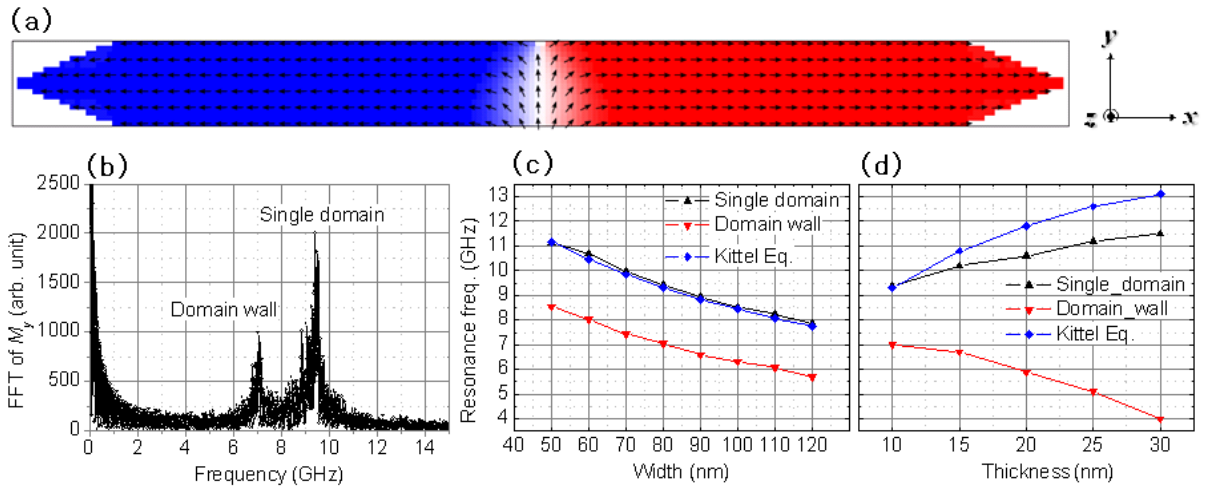 (a)
y
z
x
(b)
FFT of My (arb. unit)
2500
2000
1500
1000
500
0
Single domain
Domain wall
0 2 4 6 8 10 12 14
Frequency (GHz)
(c)
Resonance freq. (GHz)
13
12
11
10
9
8
7
6
5
4
Single domain
Domain wall
Kittel Eq.
40 50 60 70 80 90 100 110 120
Width (nm)
(d)
Single_domain
Domain_wall
Kittel Eq.
10 15 20 25 30
Thickness (nm)